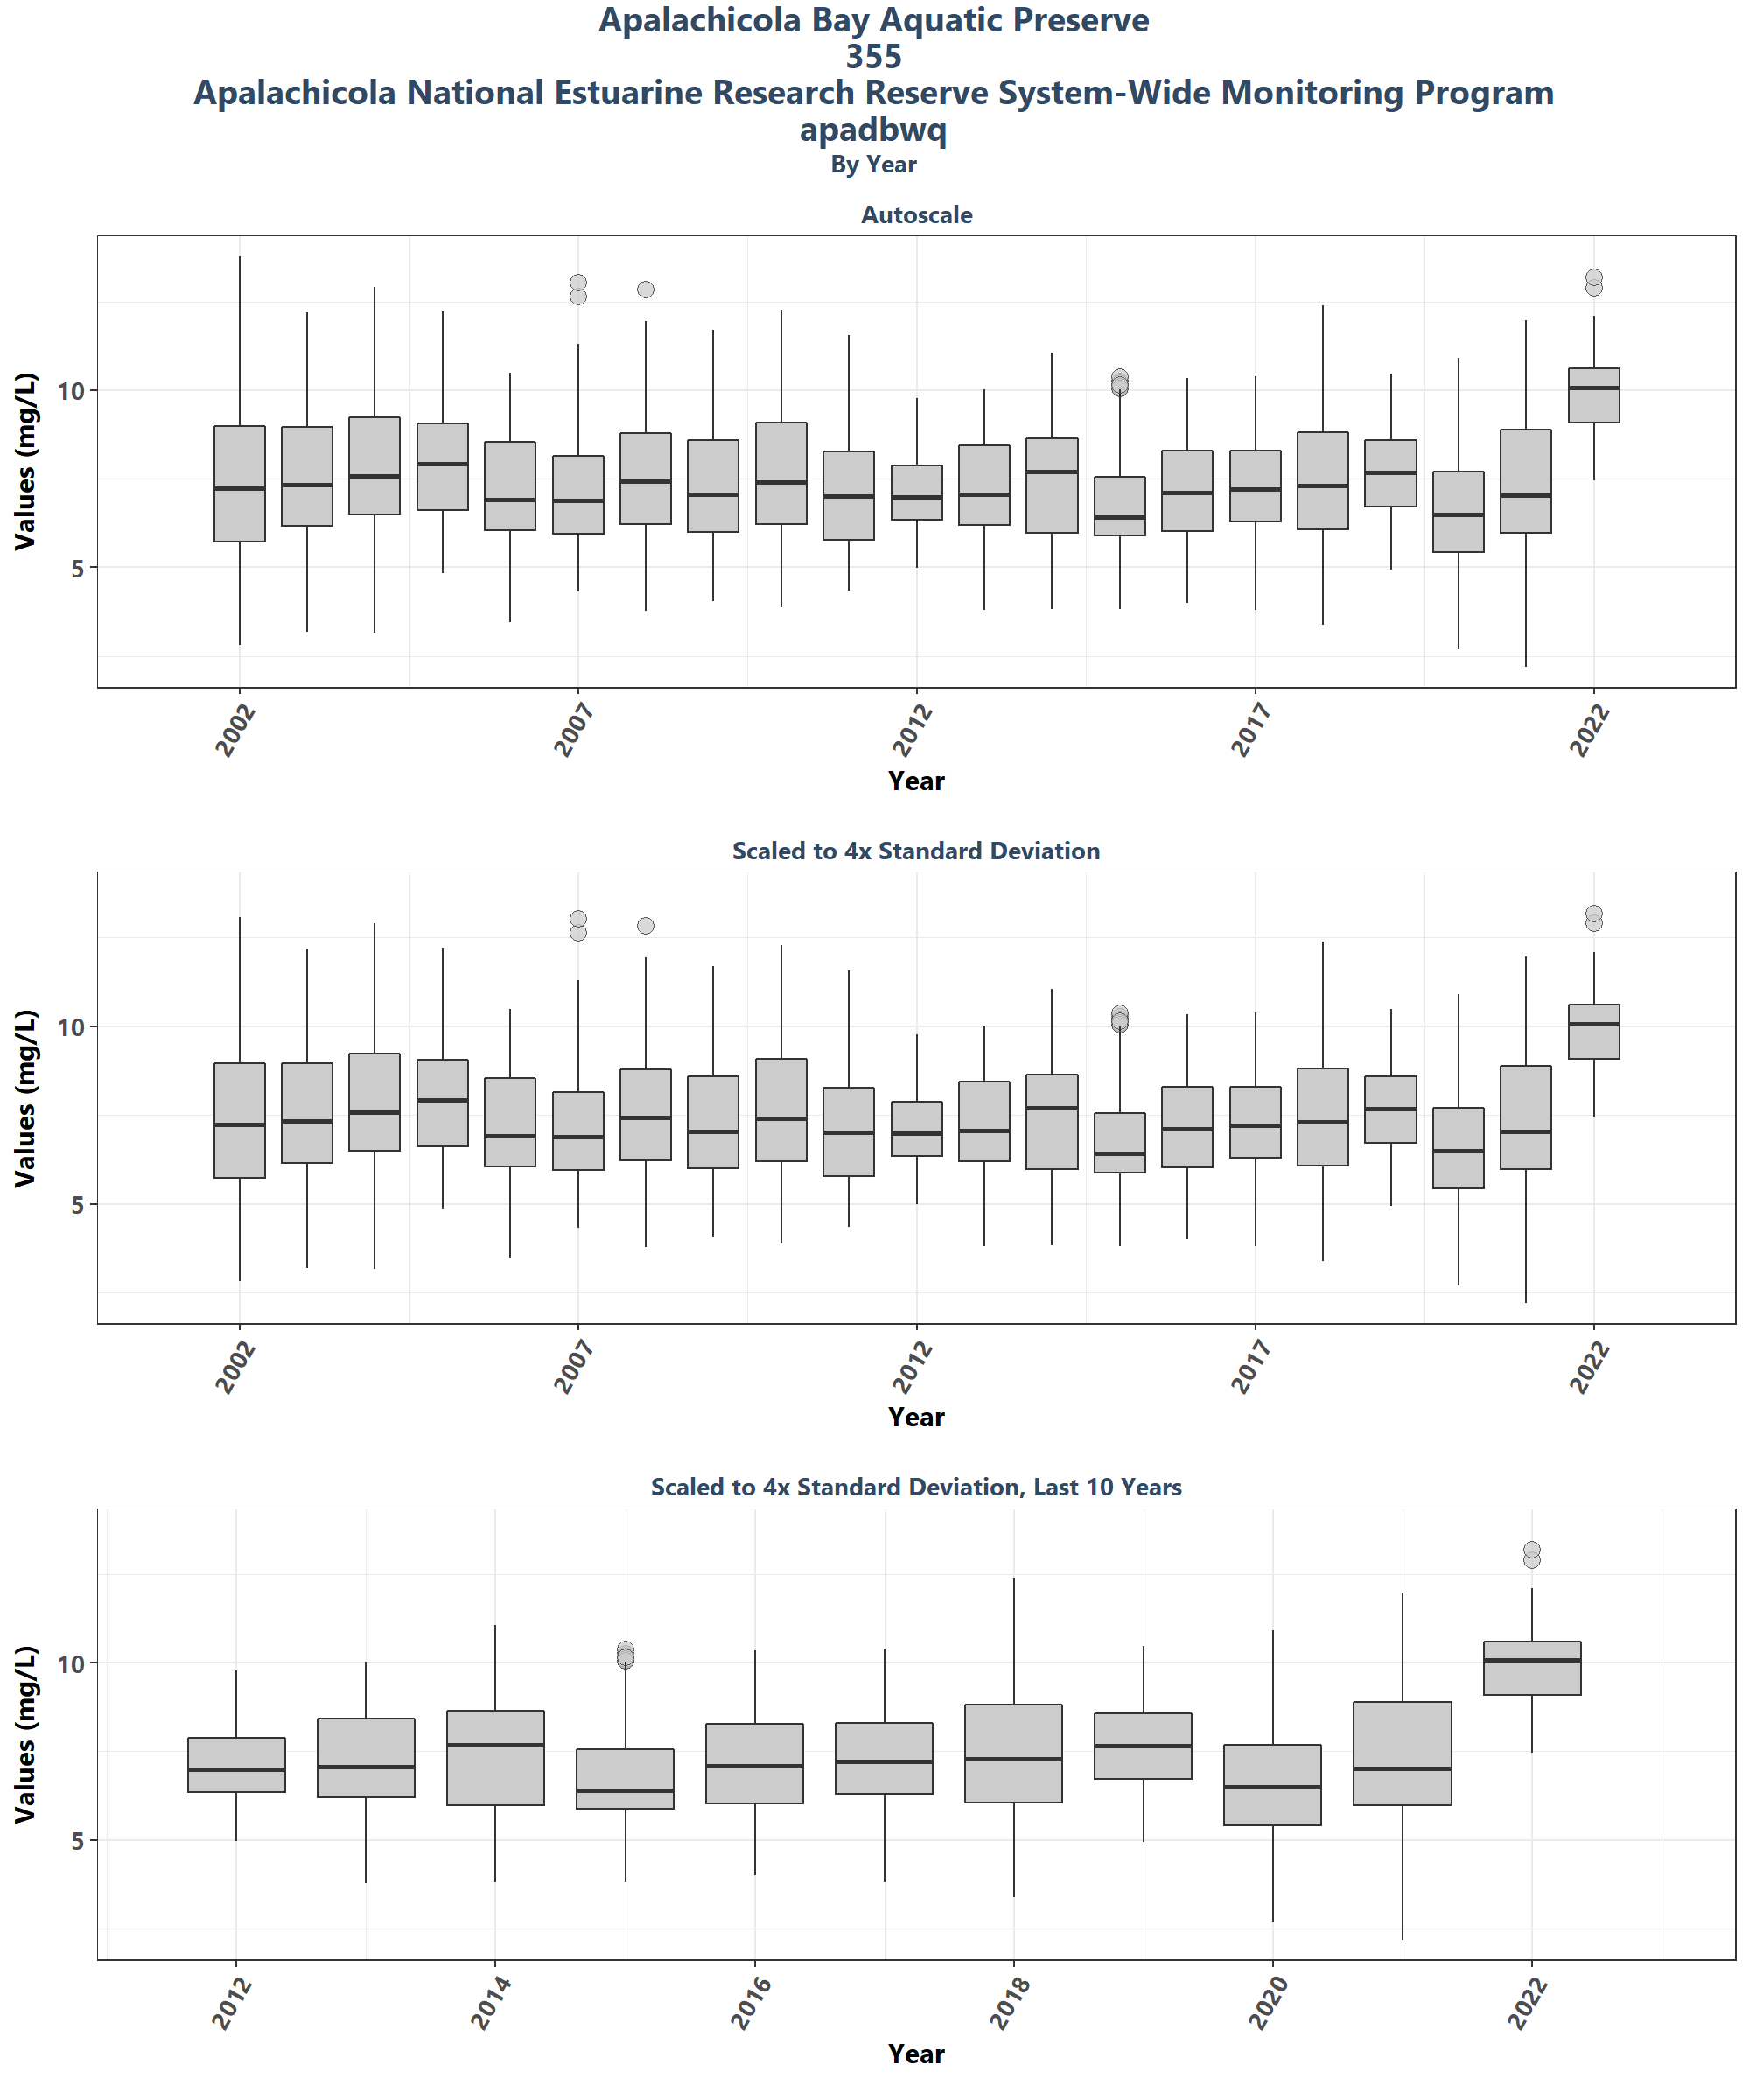 Apalachicola Bay Aquatic Preserve
355
Apalachicola National Estuarine Research Reserve System-Wide Monitoring Program
apadbwq
By Year
Autoscale
Values (mg/L)
10
5
2002
2007
2012
2017
2022
Year
Scaled to 4x Standard Deviation
Values (mg/L)
10
5
2002
2007
2012
2017
2022
Year
Scaled to 4x Standard Deviation, Last 10 Years
Values (mg/L)
10
5
2012
2014
2016
2018
2020
2022
Year